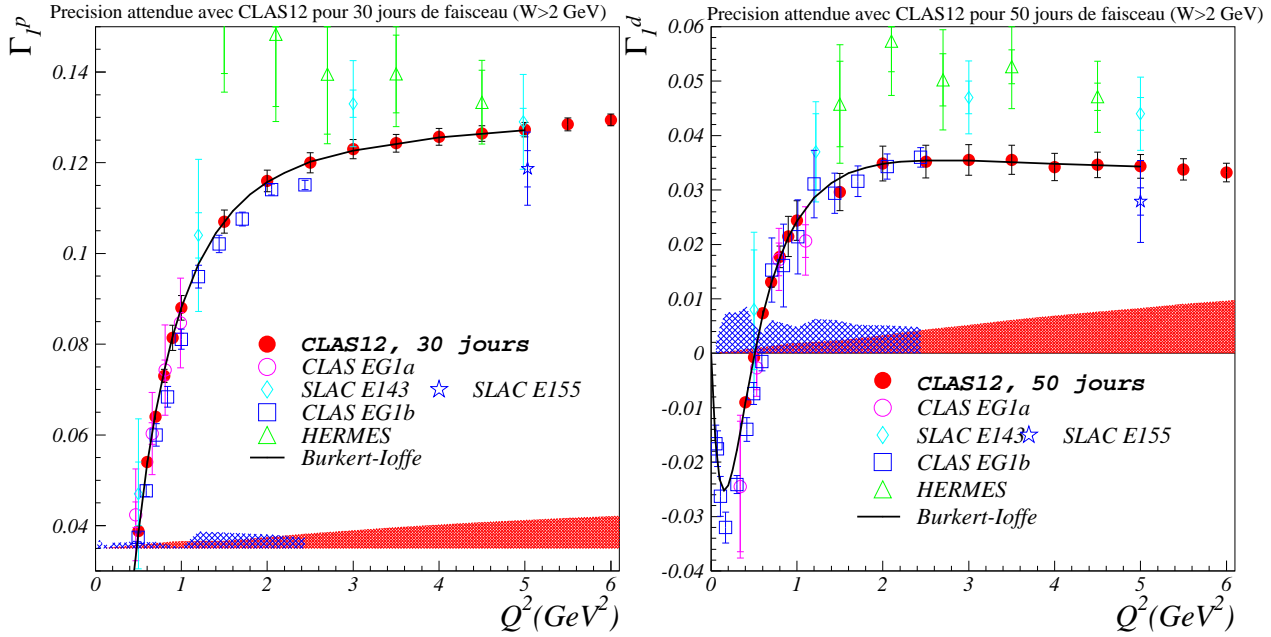 Precision attendue avec CLAS12 pour 30 jours de faisceau (W>2 GeV)
Γ₁ᵖ
0.14
0.12
0.1
0.08
0.06
0.04
CLAS12, 30 jours
CLAS EG1a
SLAC E143 SLAC E155
CLAS EG1b
HERMES
Burkert-Ioffe
0 1 2 3 4 5 6
Q²(GeV²)
Precision attendue avec CLAS12 pour 50 jours de faisceau (W>2 GeV)
Γ₁ᵈ
0.06
0.05
0.04
0.03
0.02
0.01
0
-0.01
-0.02
-0.03
-0.04
CLAS12, 50 jours
CLAS EG1a
SLAC E143 SLAC E155
CLAS EG1b
HERMES
Burkert-Ioffe
0 1 2 3 4 5 6
Q²(GeV²)